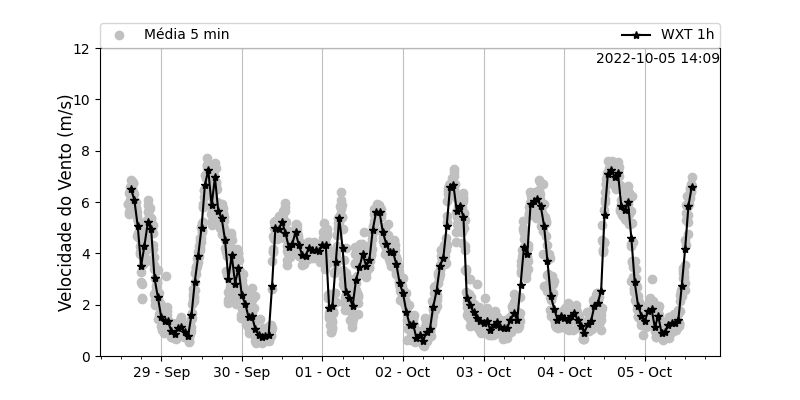 Média 5 min
WXT 1h
2022-10-05 14:09
Velocidade do Vento (m/s)
12
10
8
6
4
2
0
29 - Sep
30 - Sep
01 - Oct
02 - Oct
03 - Oct
04 - Oct
05 - Oct